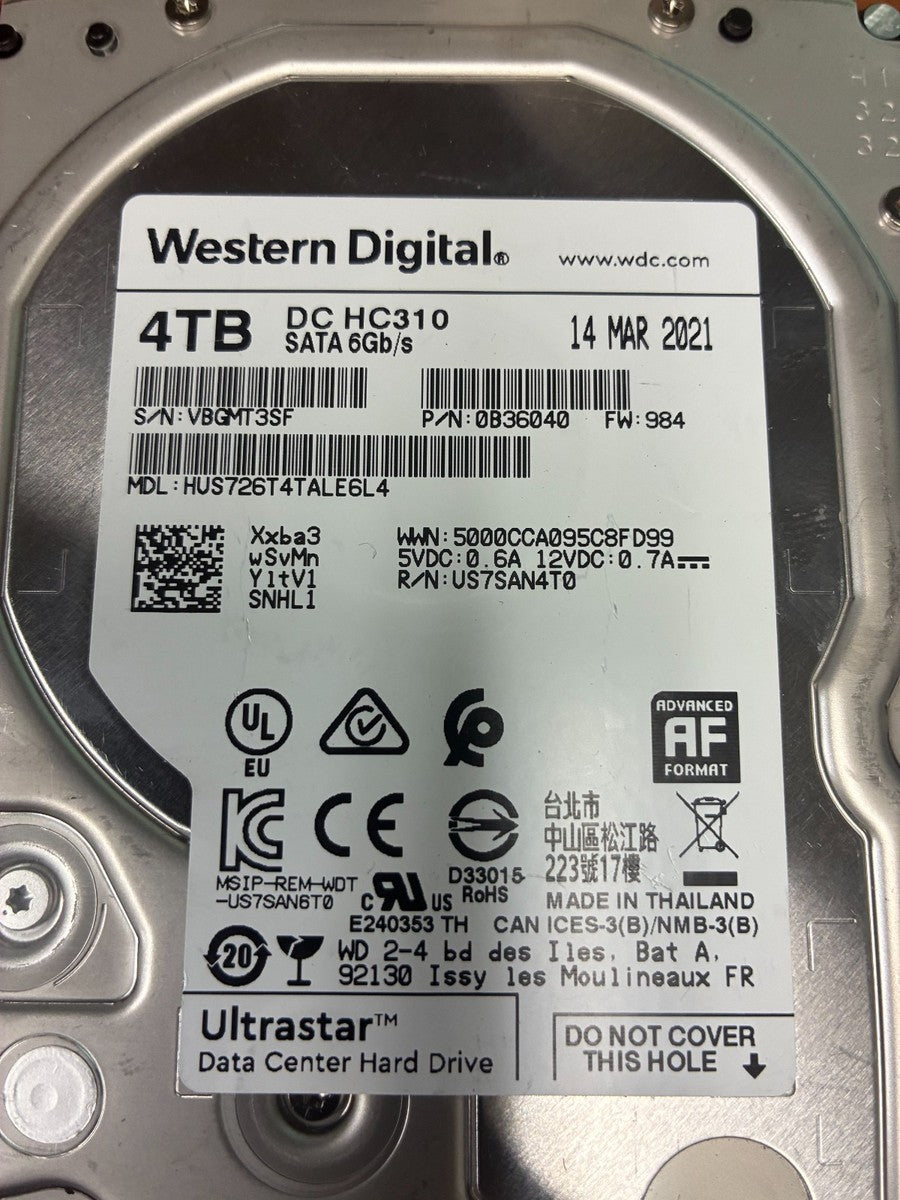 Western Digital® www.wdc.com
4TB DC HC310 14 MAR 2021
SATA 6Gb/s
S/N:VBGMT3SF P/N:0B36040 FW:984
MDL:HUS726T4TALE6L4
Xxba3
wSvMn
YltV1
SNHL1
WWN:5000CCA095C8FD99
5VDC:0.6A 12VDC:0.7A
R/N:US7SAN4T0
UL
EU
ADVANCED
AF
FORMAT
KC CE
D33015
RoHS
台北市
中山區松江路
223號17樓
MSIP-REM-WDT
-US7SAN6T0
c RU US
MADE IN THAILAND
E240353 TH CAN ICES-3(B)/NMB-3(B)
20
WD 2-4 bd des Iles, Bat A,
92130 Issy les Moulineaux FR
Ultrastar™
Data Center Hard Drive
DO NOT COVER
THIS HOLE